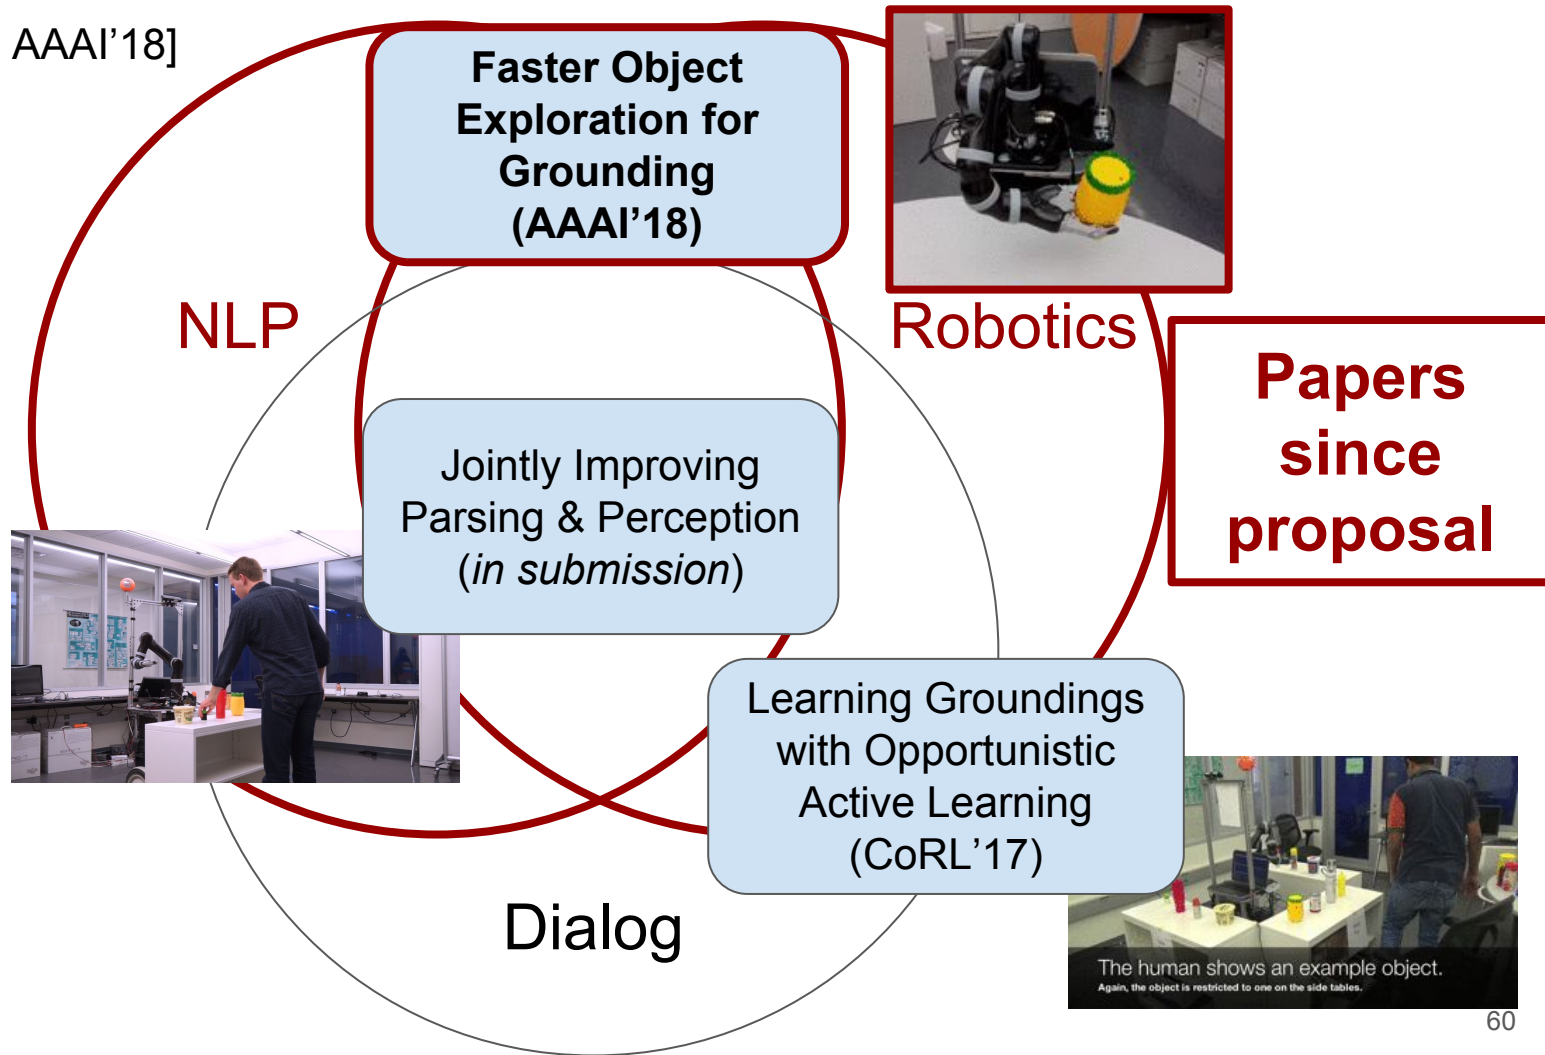 AAAI’18]
Faster Object
Exploration for
Grounding
(AAAI’18)
NLP
Robotics
Papers
since
proposal
Jointly Improving
Parsing & Perception
(in submission)
Learning Groundings
with Opportunistic
Active Learning
(CoRL’17)
Dialog
The human shows an example object.
Again, the object is restricted to one on the side tables.
60